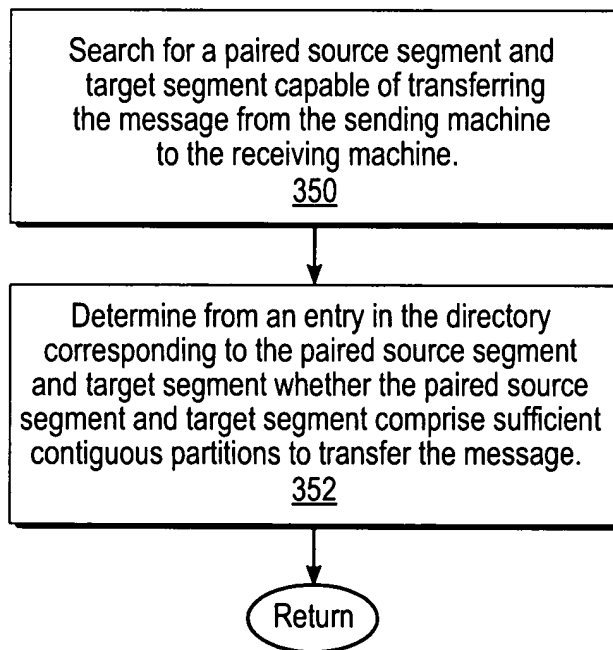 Search for a paired source segment and
target segment capable of transferring
the message from the sending machine
to the receiving machine.
350
Determine from an entry in the directory
corresponding to the paired source segment
and target segment whether the paired source
segment and target segment comprise sufficient
contiguous partitions to transfer the message.
352
Return